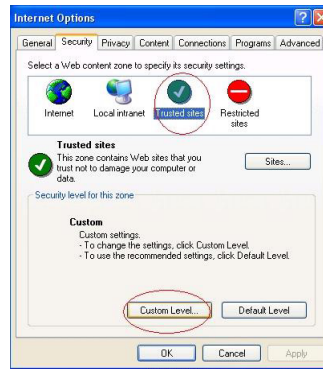 Internet Options
General Security Privacy Content Connections Programs Advanced
Select a Web content zone to specify its security settings.
Internet Local intranet Trusted sites Restricted sites
Trusted sites
This zone contains Web sites that you
trust not to damage your computer or
data.
Sites...
Security level for this zone
Custom
Custom settings.
- To change the settings, click Custom Level.
- To use the recommended settings, click Default Level.
Custom Level... Default Level
OK Cancel Apply